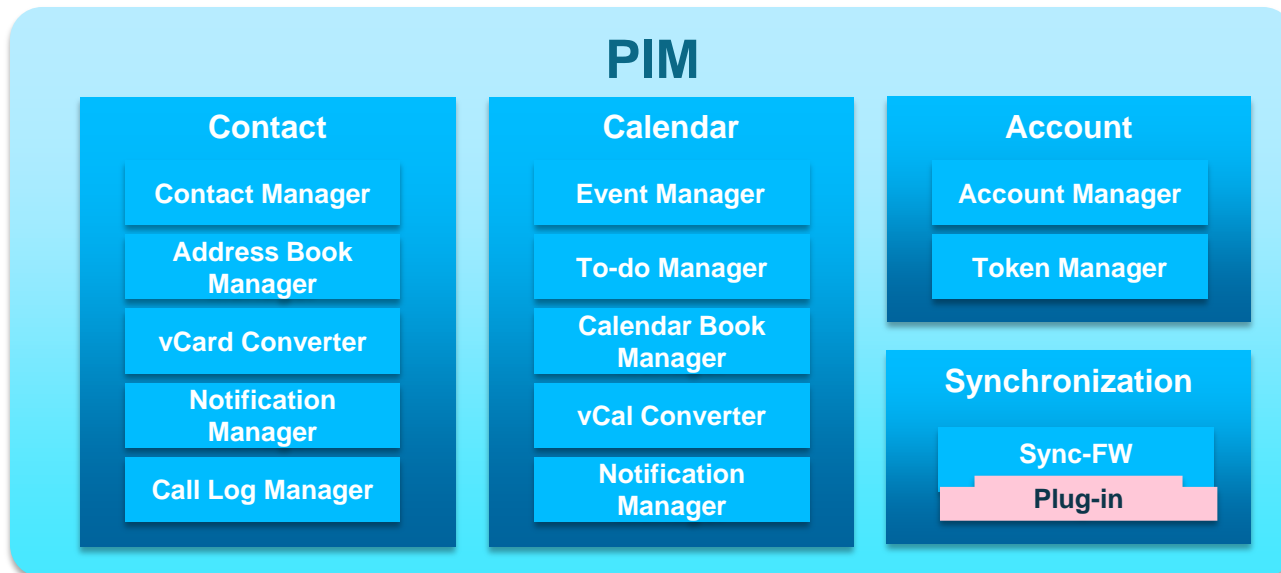 PIM
Contact
Contact Manager
Address Book
Manager
vCard Converter
Notification
Manager
Call Log Manager
Calendar
Event Manager
To-do Manager
Calendar Book
Manager
vCal Converter
Notification
Manager
Account
Account Manager
Token Manager
Synchronization
Sync-FW
Plug-in